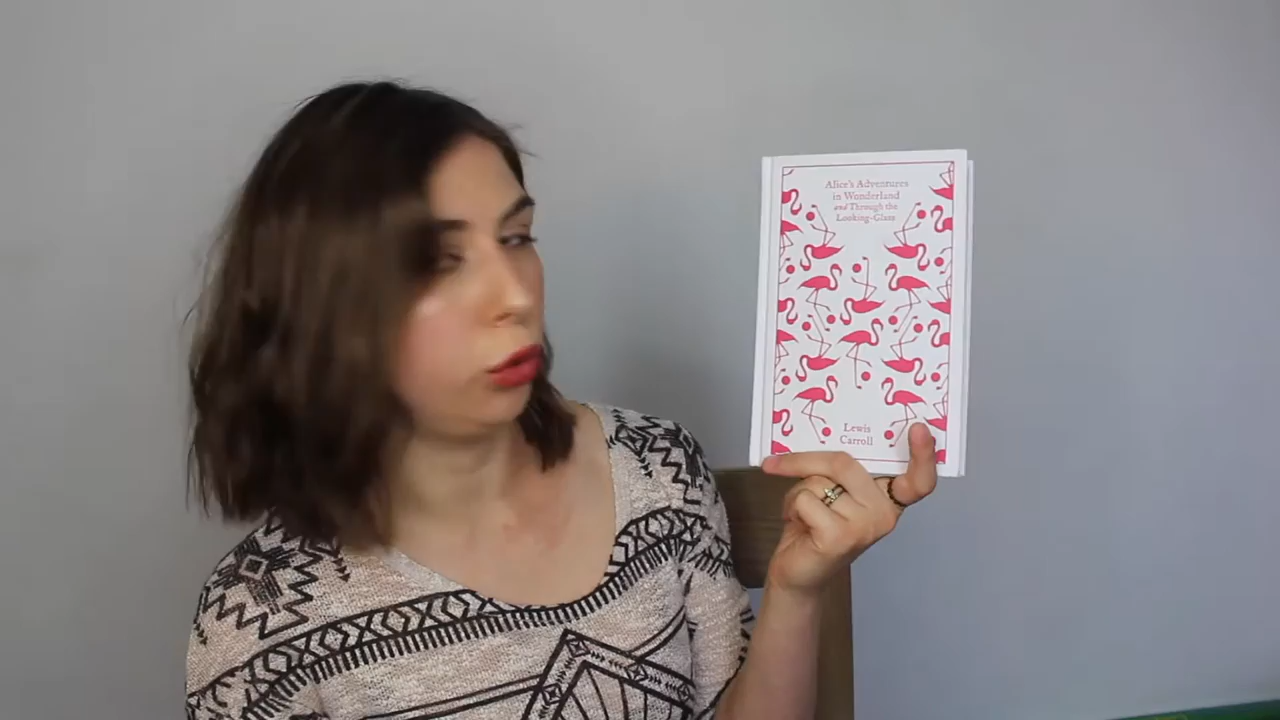 Alice's Adventures
in Wonderland
and Through the
Looking-Glass
Lewis
Carroll